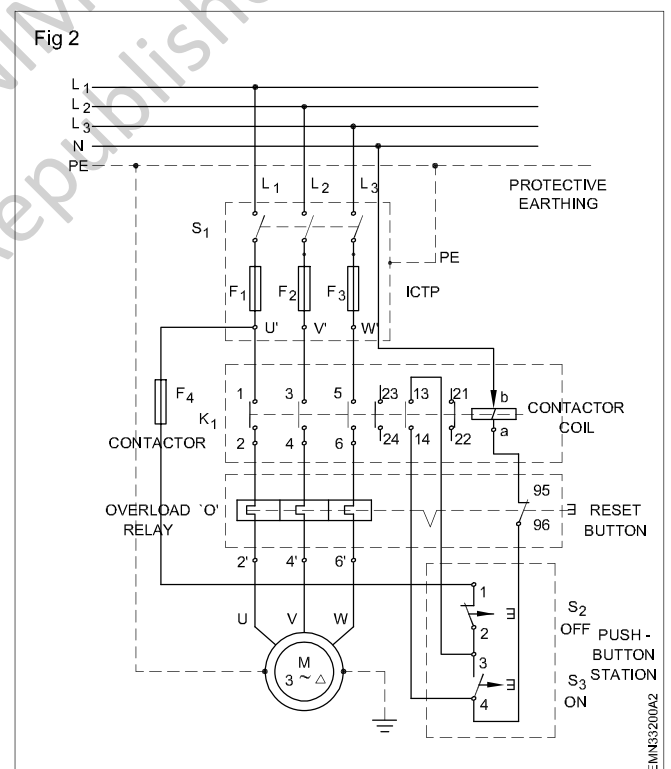 Fig 2
L1
L2
L3
N
PE
L1 L2 L3
PROTECTIVE
EARTHING
S1
PE
F1 F2 F3
ICTP
U' V' W'
F4
1 3 5 23 13 21
b
K1
CONTACTOR
COIL
CONTACTOR
2 4 6 24 14 22
a
95
OVERLOAD `O'
RELAY
RESET
BUTTON
96
2' 4' 6'
1
U V W
S2
OFF
2
PUSH -
BUTTON
STATION
M
3 ~ △
3
S3
ON
4
EMN33200A2
Republishe